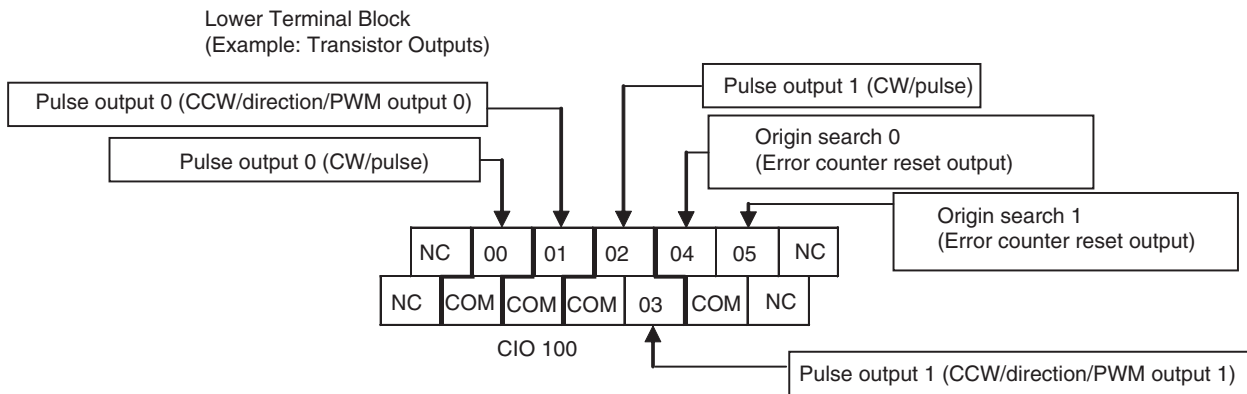 Lower Terminal Block
(Example: Transistor Outputs)
Pulse output 0 (CCW/direction/PWM output 0)
Pulse output 1 (CW/pulse)
Pulse output 0 (CW/pulse)
Origin search 0
(Error counter reset output)
Origin search 1
(Error counter reset output)
NC 00 01 02 04 05 NC
NC COM COM COM 03 COM NC
CIO 100
Pulse output 1 (CCW/direction/PWM output 1)